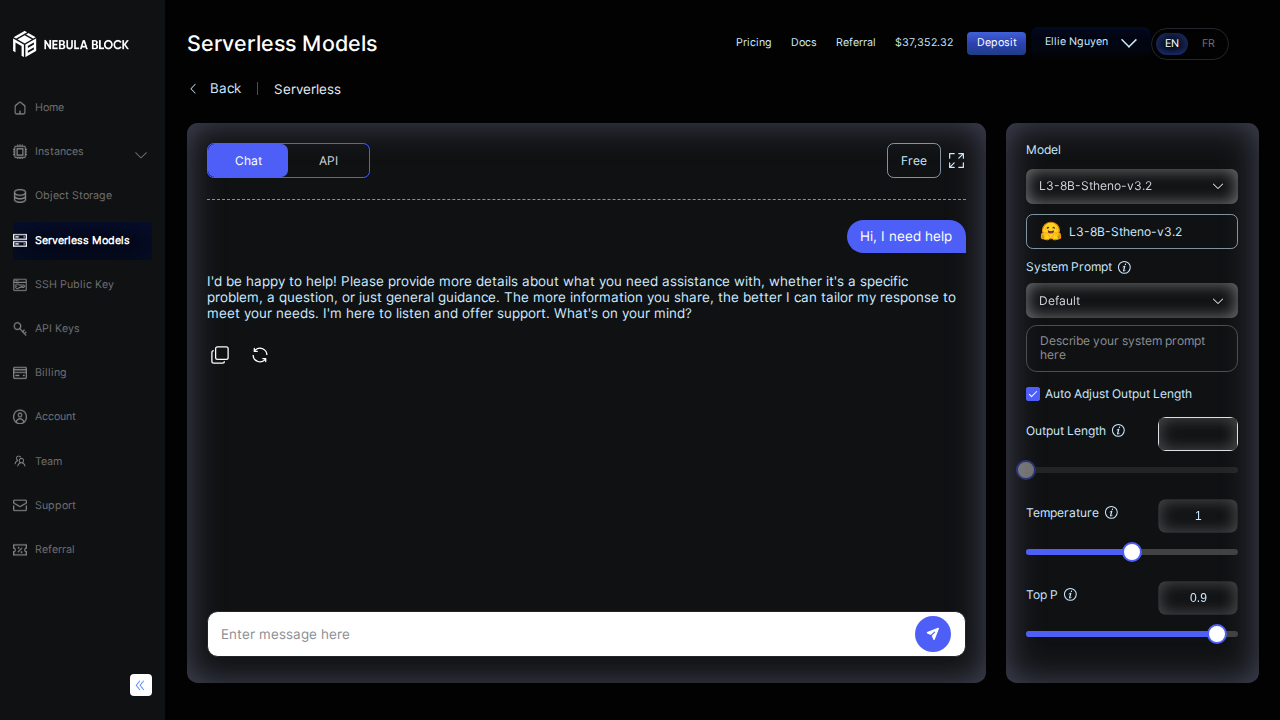 NEBULA BLOCK
Home
Instances
Object Storage
Serverless Models
SSH Public Key
API Keys
Billing
Account
Team
Support
Referral
Serverless Models
Pricing
Docs
Referral
$37,352.32
Deposit
Ellie Nguyen
EN
FR
Back
Serverless
Chat
API
Free
Hi, I need help
I'd be happy to help! Please provide more details about what you need assistance with, whether it's a specific
problem, a question, or just general guidance. The more information you share, the better I can tailor my response to
meet your needs. I'm here to listen and offer support. What's on your mind?
Enter message here
Model
L3-8B-Stheno-v3.2
L3-8B-Stheno-v3.2
System Prompt
Default
Describe your system prompt
here
Auto Adjust Output Length
Output Length
Temperature
1
Top P
0.9